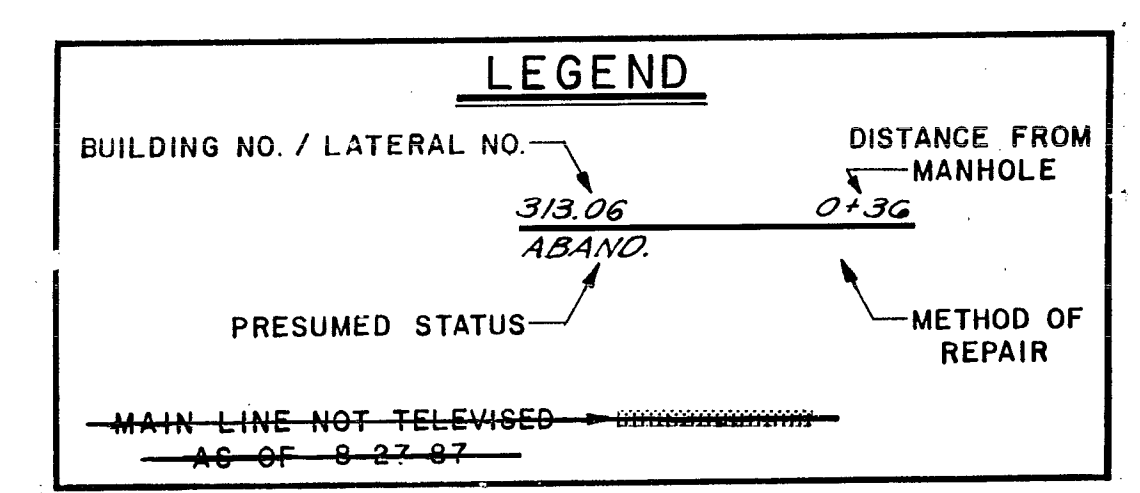 LEGEND
BUILDING NO. / LATERAL NO.
DISTANCE FROM
MANHOLE
313.06 0+36
ABAND.
PRESUMED STATUS
METHOD OF
REPAIR
MAIN LINE NOT TELEVISED
AS OF 8-27-87